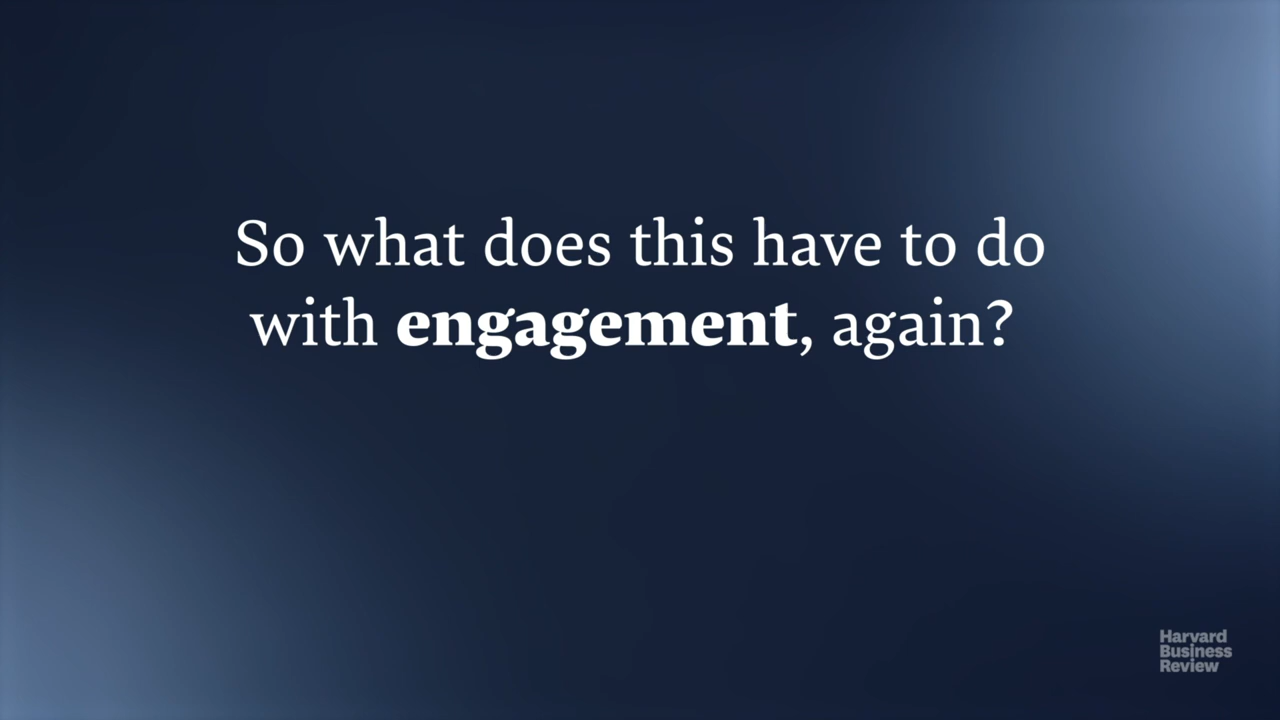 So what does this have to do
with engagement, again?
Harvard
Business
Review